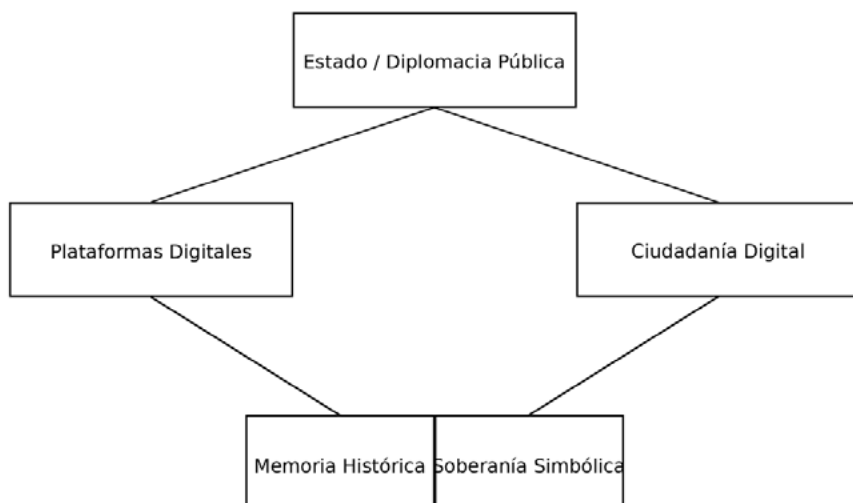 Estado / Diplomacia Pública
Plataformas Digitales
Ciudadanía Digital
Memoria Histórica
Soberanía Simbólica